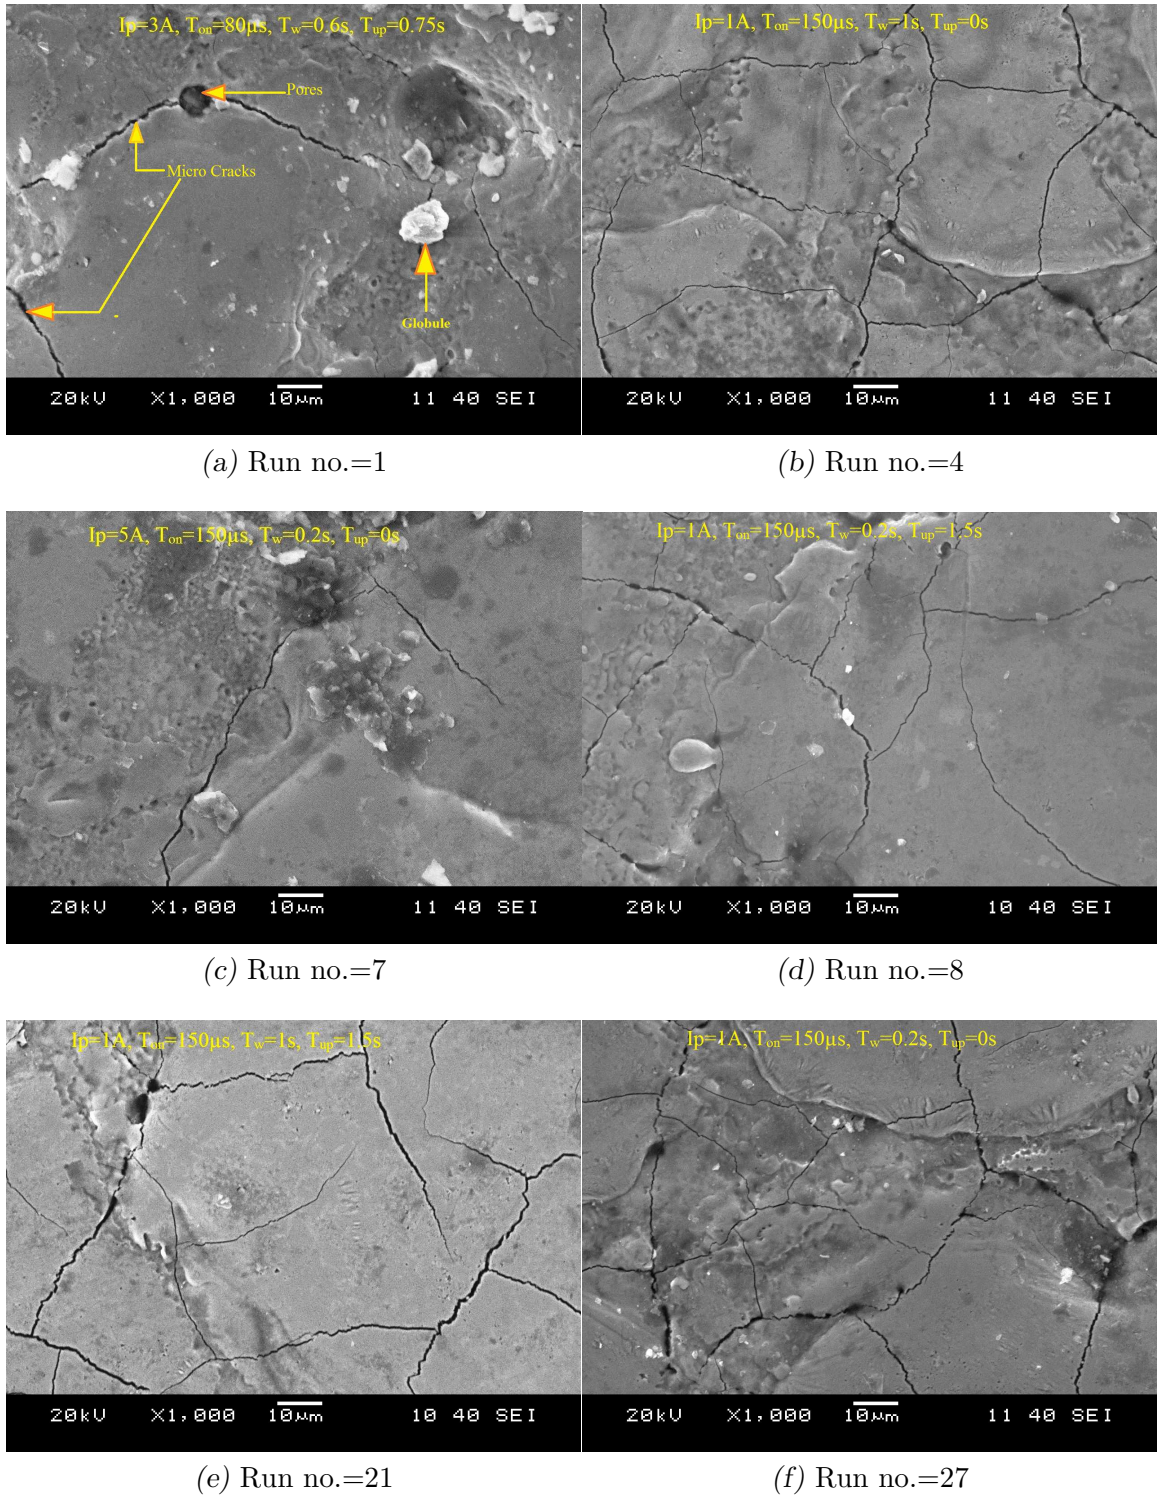 Ip=3A, Ton=80μs, Tw=0.6s, Tup=0.75s
Pores
Micro Cracks
Globule
20kV X1,000 10μm 11 40 SEI
(a) Run no.=1
Ip=1A, Ton=150μs, Tw=1s, Tup=0s
20kV X1,000 10μm 11 40 SEI
(b) Run no.=4
Ip=5A, Ton=150μs, Tw=0.2s, Tup=0s
20kV X1,000 10μm 11 40 SEI
(c) Run no.=7
Ip=1A, Ton=150μs, Tw=0.2s, Tup=1.5s
20kV X1,000 10μm 10 40 SEI
(d) Run no.=8
Ip=1A, Ton=150μs, Tw=1s, Tup=1.5s
20kV X1,000 10μm 10 40 SEI
(e) Run no.=21
Ip=1A, Ton=150μs, Tw=0.2s, Tup=0s
20kV X1,000 10μm 11 40 SEI
(f) Run no.=27